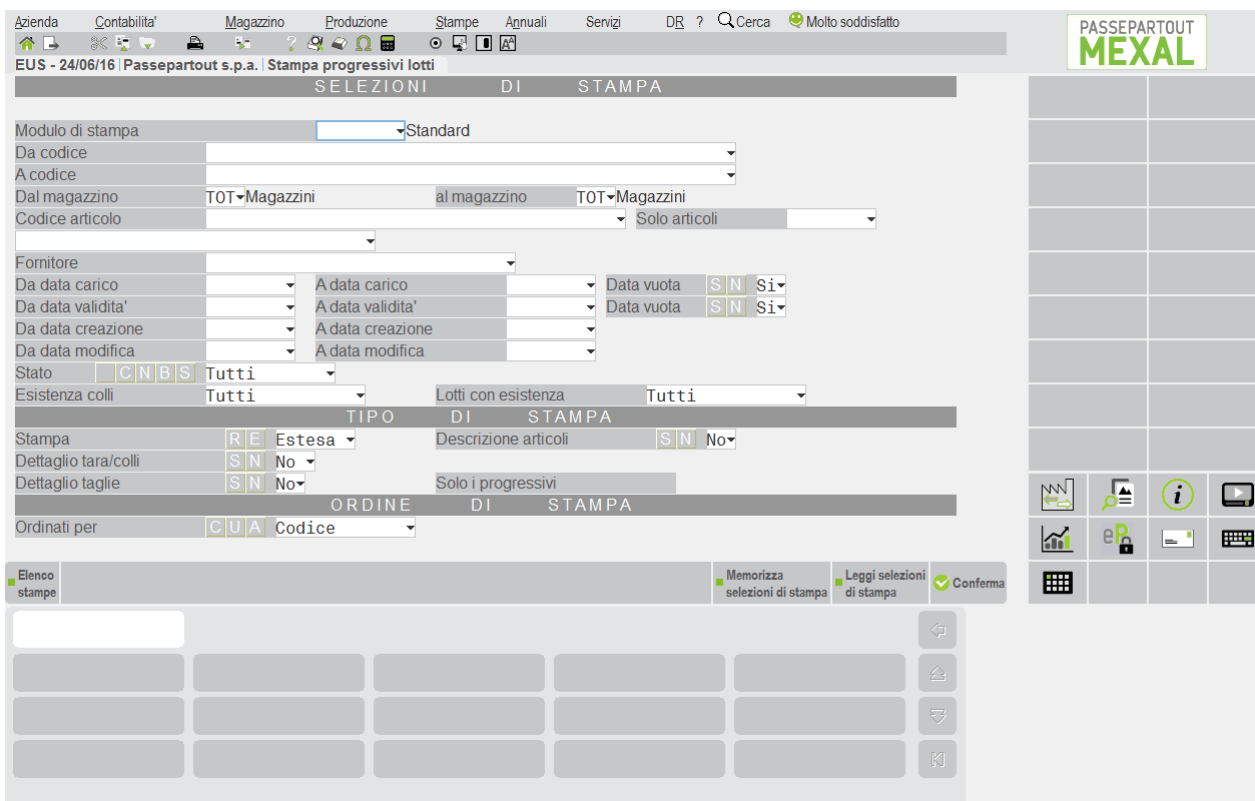 Azienda Contabilita' Magazzino Produzione Stampe Annuali Servizi DR ? Cerca Molto soddisfatto
PASSEPARTOUT
MEXAL
EUS - 24/06/16 Passepartout s.p.a. Stampa progressivi lotti
SELEZIONI DI STAMPA
Modulo di stampa Standard
Da codice
A codice
Dal magazzino TOT Magazzini al magazzino TOT Magazzini
Codice articolo Solo articoli
Fornitore
Da data carico A data carico Data vuota S N Si
Da data validita' A data validita' Data vuota S N Si
Da data creazione A data creazione
Da data modifica A data modifica
Stato C N B S Tutti
Esistenza colli Tutti Lotti con esistenza Tutti
TIPO DI STAMPA
Stampa R E Estesa Descrizione articoli S N No
Dettaglio tara/colli S N No
Dettaglio taglie S N No Solo i progressivi
ORDINE DI STAMPA
Ordinati per C U A Codice
Elenco stampe Memorizza selezioni di stampa Leggi selezioni di stampa Conferma